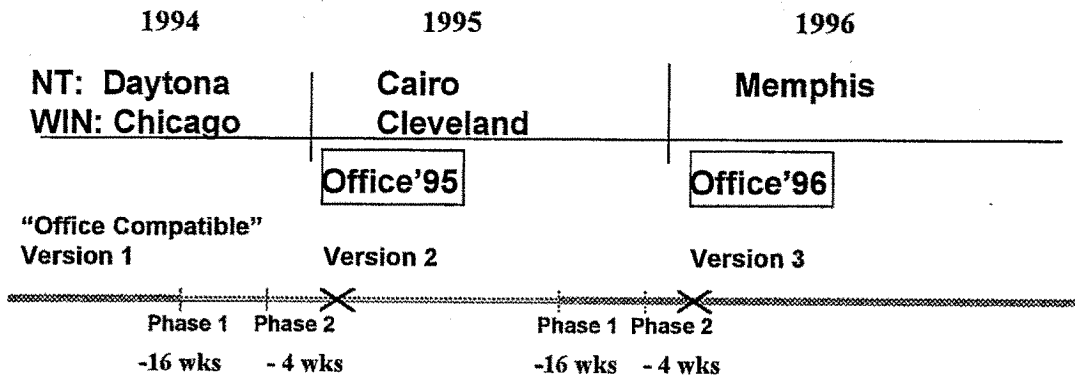 1994 1995 1996
NT: Daytona Cairo Memphis
WIN: Chicago Cleveland
Office'95 Office'96
“Office Compatible”
Version 1 Version 2 Version 3
Phase 1 Phase 2 Phase 1 Phase 2
-16 wks - 4 wks -16 wks - 4 wks